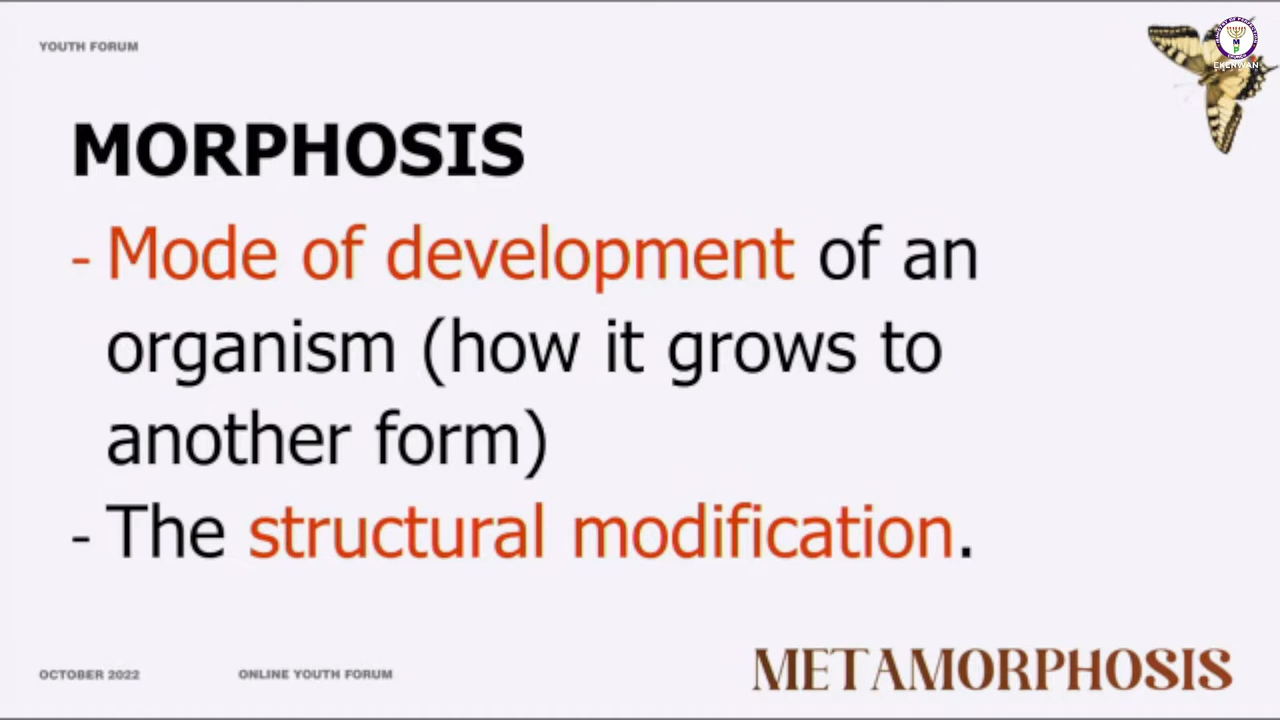 YOUTH FORUM
EKENWAN
MORPHOSIS
- Mode of development of an
organism (how it grows to
another form)
- The structural modification.
OCTOBER 2022
ONLINE YOUTH FORUM
METAMORPHOSIS